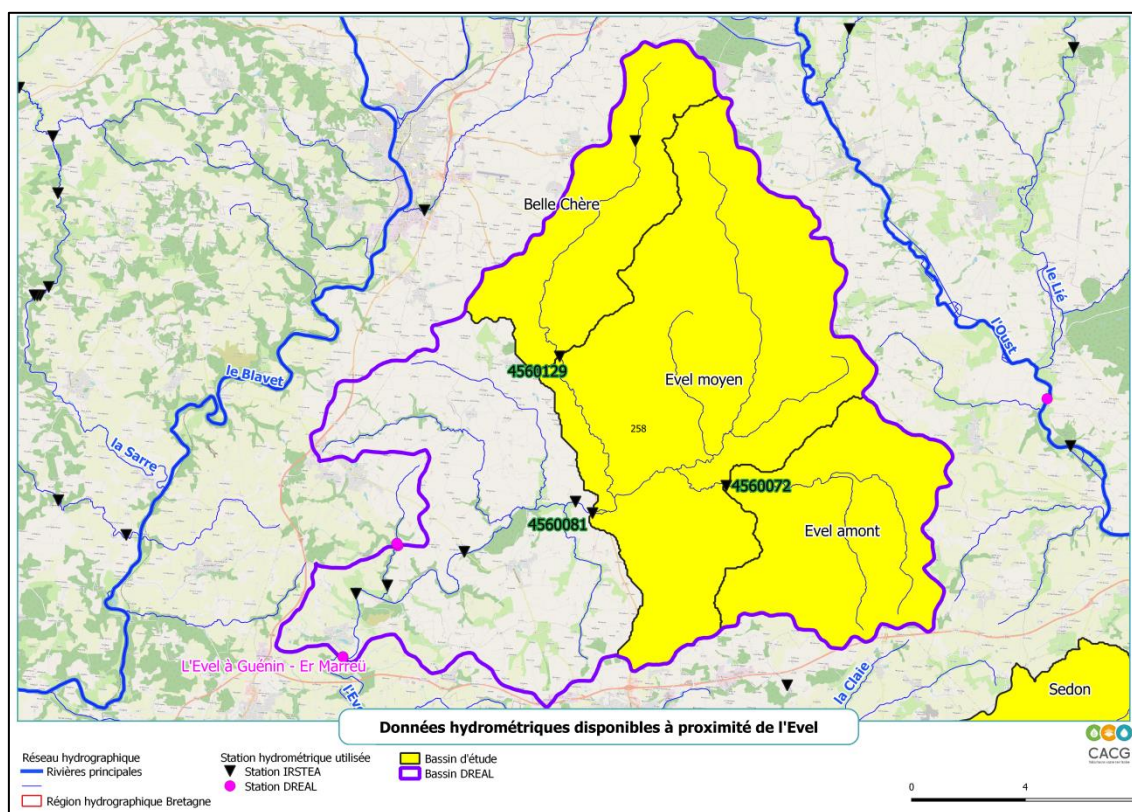 Belle Chère
le Lié
l'Oust
4560129
le Blavet
Evel moyen
258
la Sarre
4560072
4560081
Evel amont
L'Evel à Guénin - Er Marreu
la Claie
Sedon
Données hydrométriques disponibles à proximité de l'Evel
CACG
Réseau hydrographique
Rivières principales
Région hydrographique Bretagne
Station hydrométrique utilisée
Station IRSTEA
Station DREAL
Bassin d'étude
Bassin DREAL
0 4